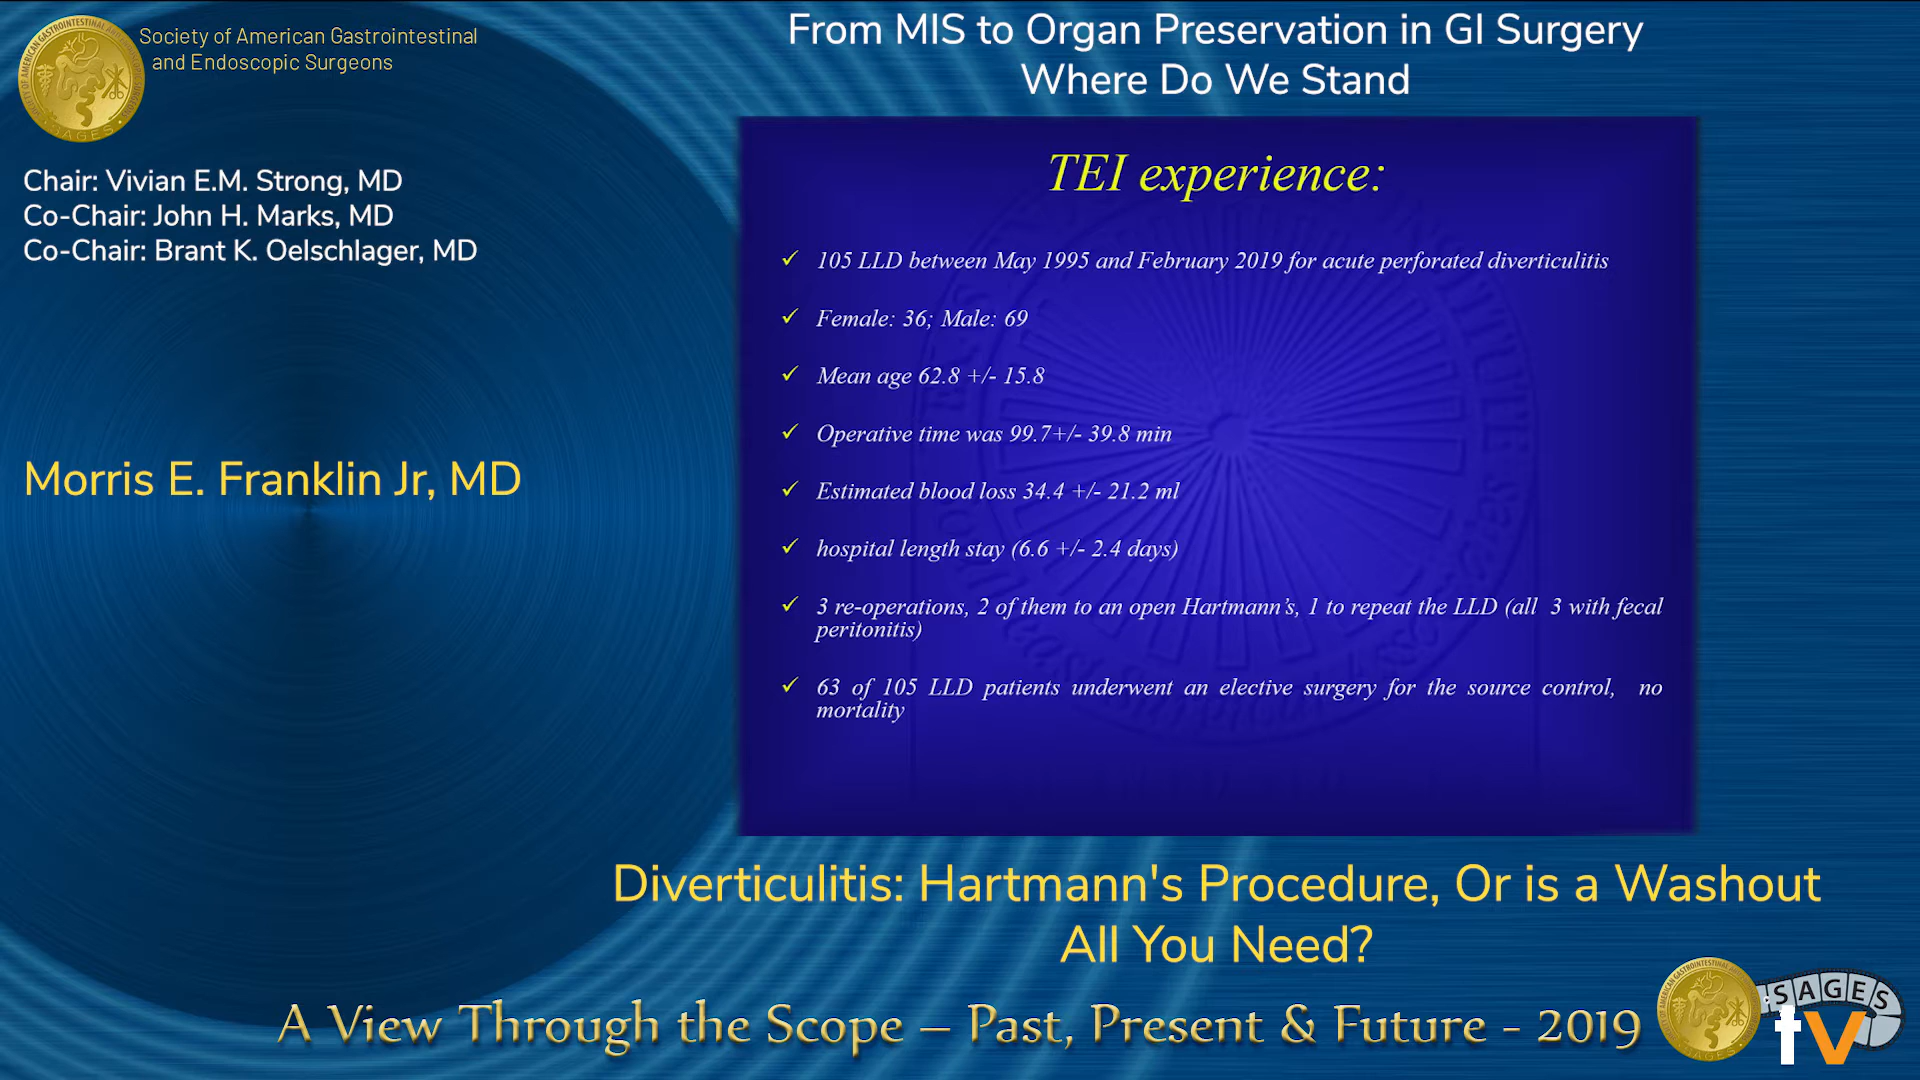 Society of American Gastrointestinal
and Endoscopic Surgeons
From MIS to Organ Preservation in GI Surgery
Where Do We Stand
Chair: Vivian E.M. Strong, MD
Co-Chair: John H. Marks, MD
Co-Chair: Brant K. Oelschlager, MD
Morris E. Franklin Jr, MD
TEI experience:
✓ 105 LLD between May 1995 and February 2019 for acute perforated diverticulitis
✓ Female: 36; Male: 69
✓ Mean age 62.8 +/- 15.8
✓ Operative time was 99.7+/- 39.8 min
✓ Estimated blood loss 34.4 +/- 21.2 ml
✓ hospital length stay (6.6 +/- 2.4 days)
✓ 3 re-operations, 2 of them to an open Hartmann’s, 1 to repeat the LLD (all 3 with fecal
peritonitis)
✓ 63 of 105 LLD patients underwent an elective surgery for the source control, no
mortality
Diverticulitis: Hartmann's Procedure, Or is a Washout
All You Need?
A View Through the Scope – Past, Present & Future - 2019
SAGES
tv